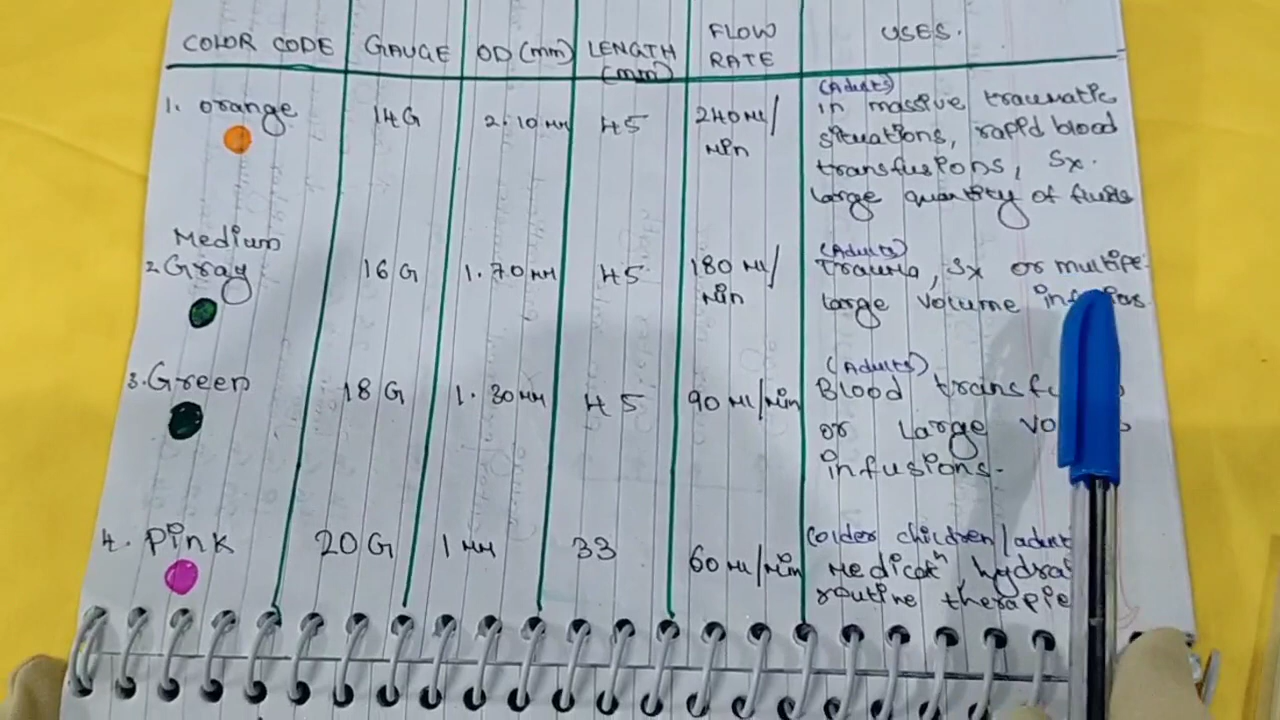 COLOR CODE GAUGE OD (mm) LENGTH (mm) FLOW RATE USES.
1. orange 14G 2.10MM 45 240Ml/Min (Adults)
in massive traumatic
situations, rapid blood
transfusions, Sx.
large quantity of fluids
2. Medium Gray 16G 1.70MM 45 180Ml/Min (Adults)
trauma, Sx or multiple
large volume
3. Green 18G 1.30MM 45 90Ml/Min (Adults)
Blood
or large
infusions.
4. Pink 20G 1MM 33 60Ml/Min (older children/
Medicatn,
routine